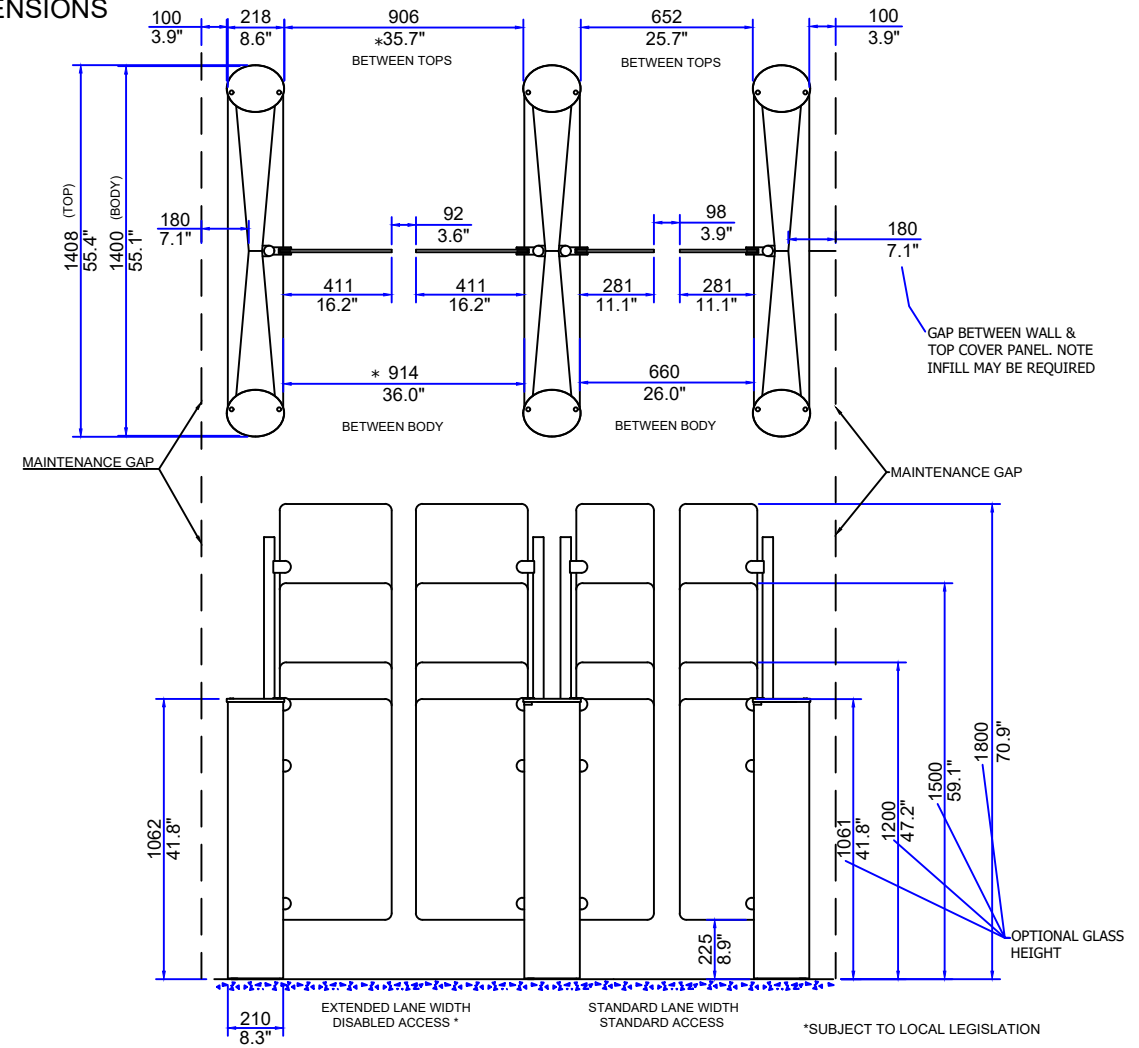 ENSIONS
100
3.9"
218
8.6"
906
*35.7"
BETWEEN TOPS
652
25.7"
BETWEEN TOPS
100
3.9"
1408 (TOP)
55.4"
1400 (BODY)
55.1"
180
7.1"
92
3.6"
98
3.9"
180
7.1"
411
16.2"
411
16.2"
281
11.1"
281
11.1"
GAP BETWEEN WALL &
TOP COVER PANEL. NOTE
INFILL MAY BE REQUIRED
* 914
36.0"
BETWEEN BODY
660
26.0"
BETWEEN BODY
MAINTENANCE GAP
MAINTENANCE GAP
1062
41.8"
225
8.9"
1061
41.8"
1200
47.2"
1500
59.1"
1800
70.9"
OPTIONAL GLASS
HEIGHT
210
8.3"
EXTENDED LANE WIDTH
DISABLED ACCESS *
STANDARD LANE WIDTH
STANDARD ACCESS
*SUBJECT TO LOCAL LEGISLATION